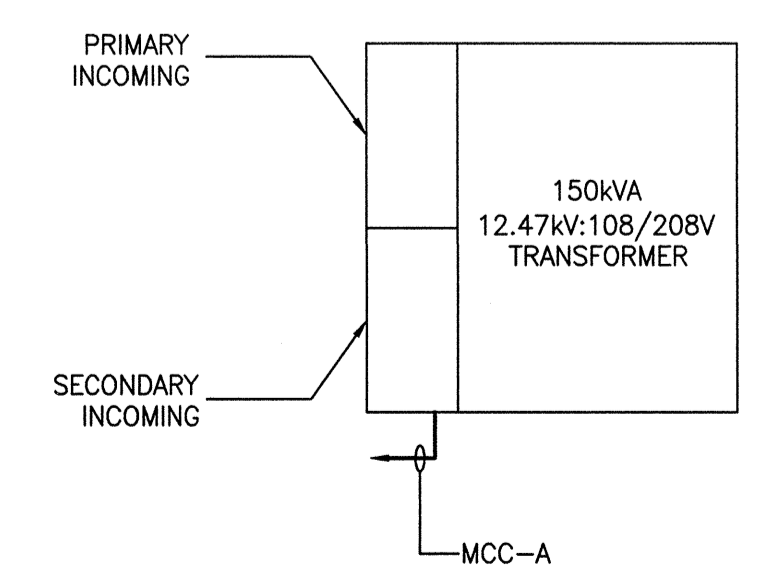 PRIMARY
INCOMING
150kVA
12.47kV:108/208V
TRANSFORMER
SECONDARY
INCOMING
MCC-A